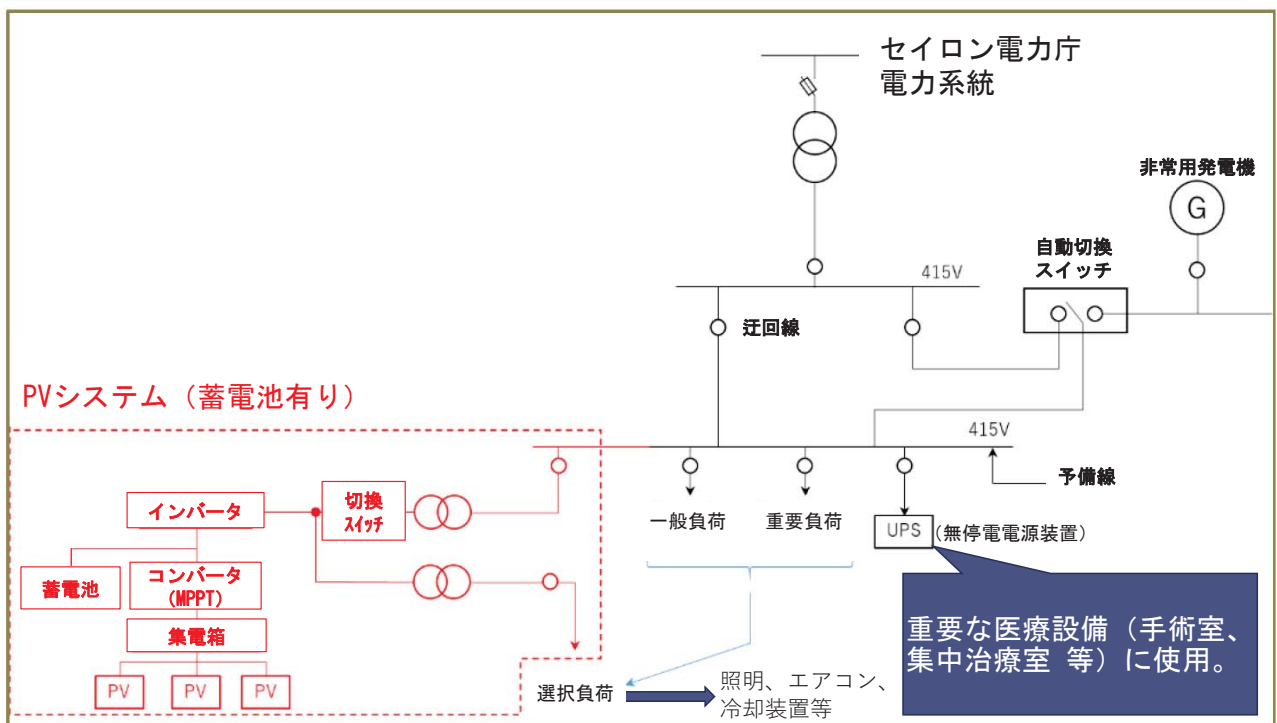 セイロン電力庁
電力系統
非常用発電機
G
自動切換
スイッチ
415V
迂回線
PVシステム（蓄電池有り）
415V
予備線
インバータ
切換
スイッチ
一般負荷
重要負荷
UPS
(無停電電源装置)
蓄電池
コンバータ
(MPPT)
集電箱
PV
PV
PV
重要な医療設備（手術室、
集中治療室 等）に使用。
選択負荷
照明、エアコン、
冷却装置等